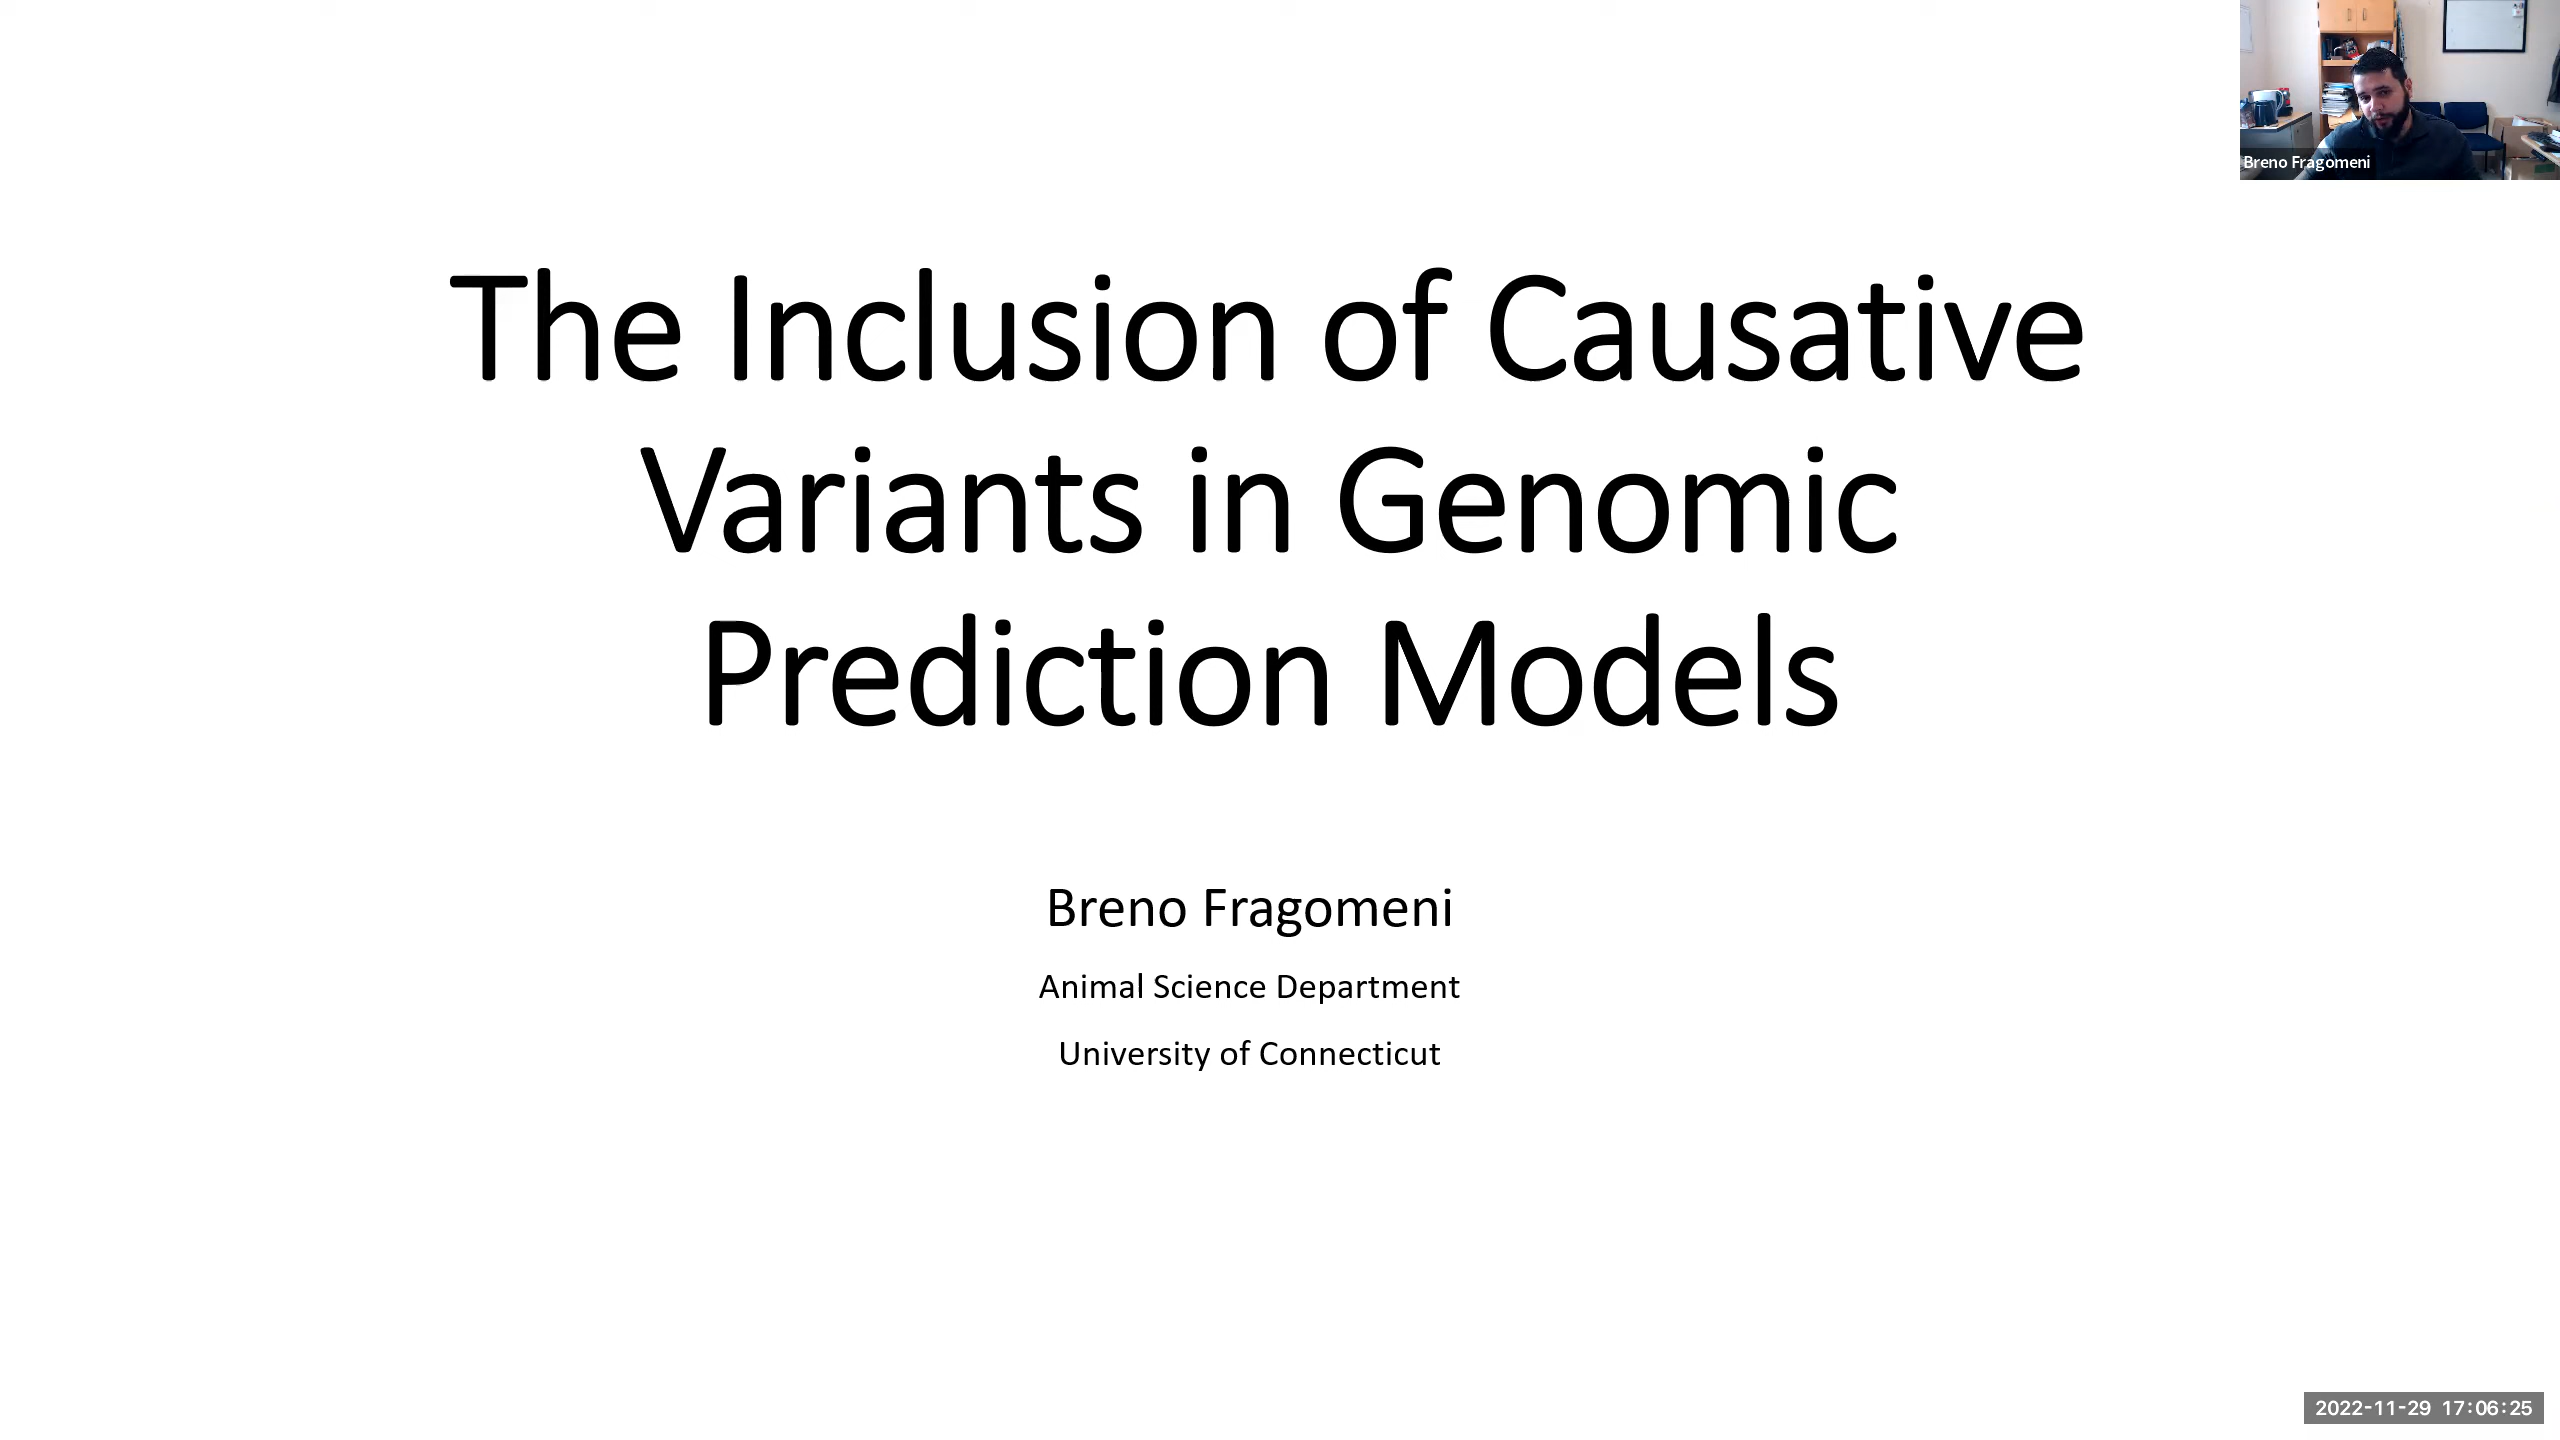 Breno Fragomeni
The Inclusion of Causative
Variants in Genomic
Prediction Models
Breno Fragomeni
Animal Science Department
University of Connecticut
2022-11-29 17:06:25